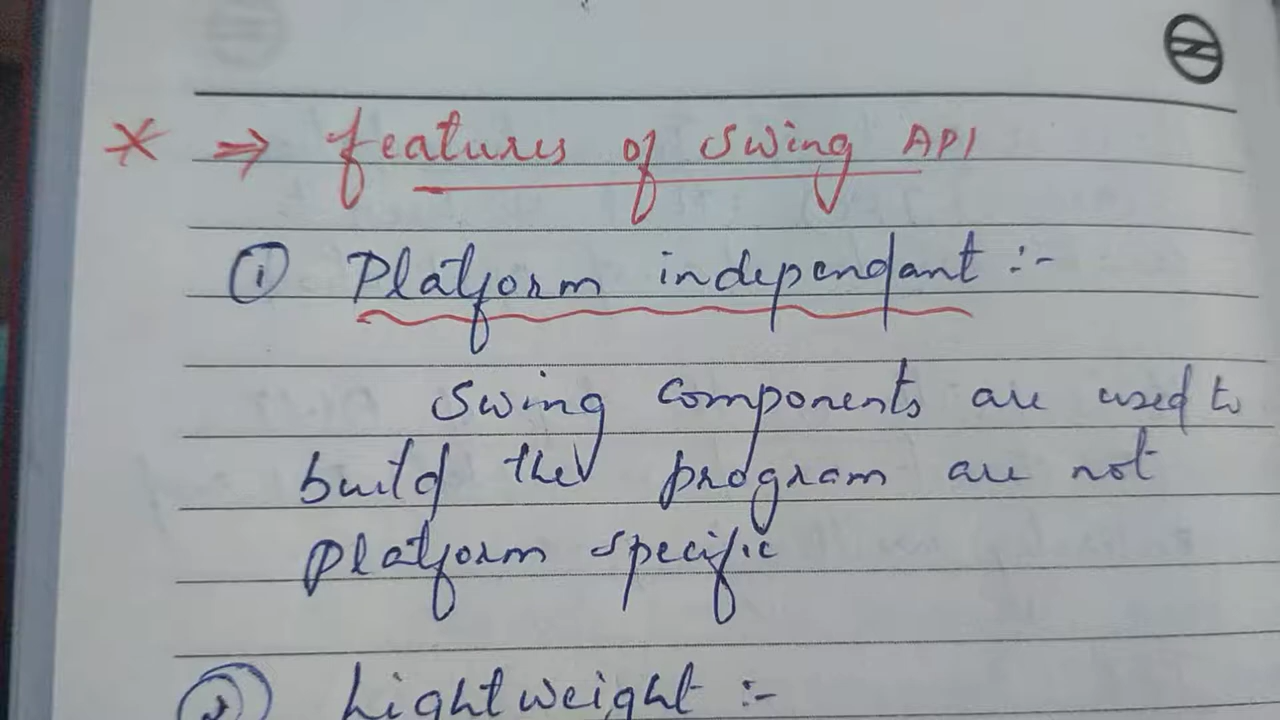 * ⇒ features of Swing API
① Platform independant :-
Swing components are used to
build the program are not
platform specific
② Lightweight :-